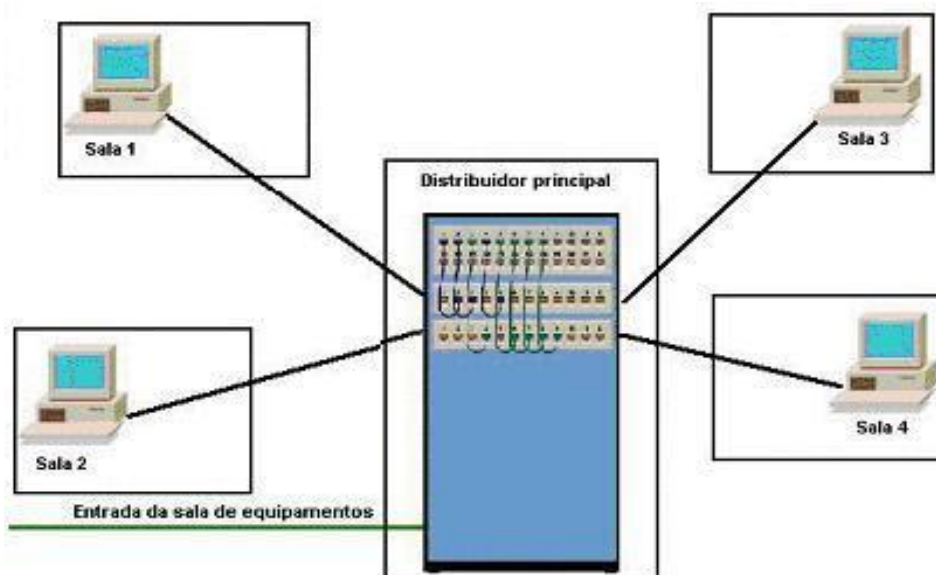 Sala 1
Sala 3
Distribuidor principal
Sala 2
Sala 4
Entrada da sala de equipamentos